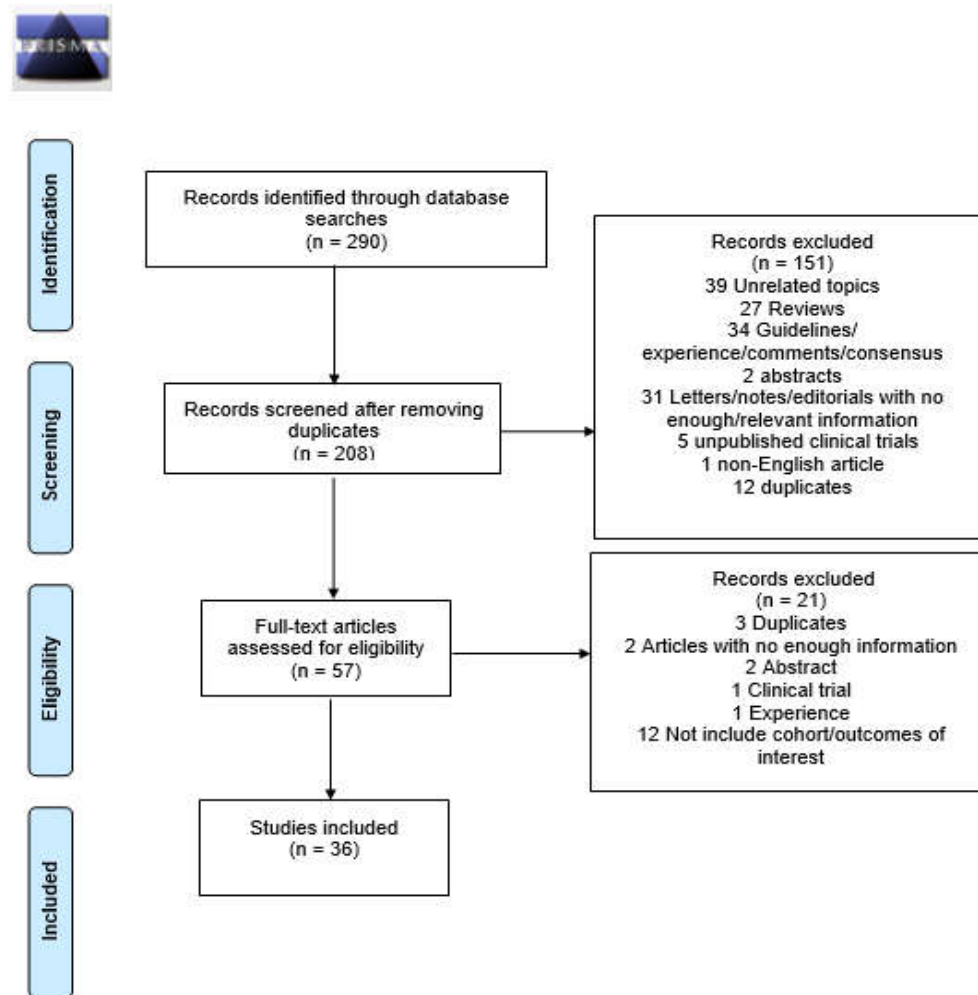 PRISMA
Identification
Records identified through database
searches
(n = 290)
Records excluded
(n = 151)
39 Unrelated topics
27 Reviews
34 Guidelines/
experience/comments/consensus
2 abstracts
31 Letters/notes/editorials with no
enough/relevant information
5 unpublished clinical trials
1 non-English article
12 duplicates
Screening
Records screened after removing
duplicates
(n = 208)
Eligibility
Full-text articles
assessed for eligibility
(n = 57)
Records excluded
(n = 21)
3 Duplicates
2 Articles with no enough information
2 Abstract
1 Clinical trial
1 Experience
12 Not include cohort/outcomes of
interest
Included
Studies included
(n = 36)